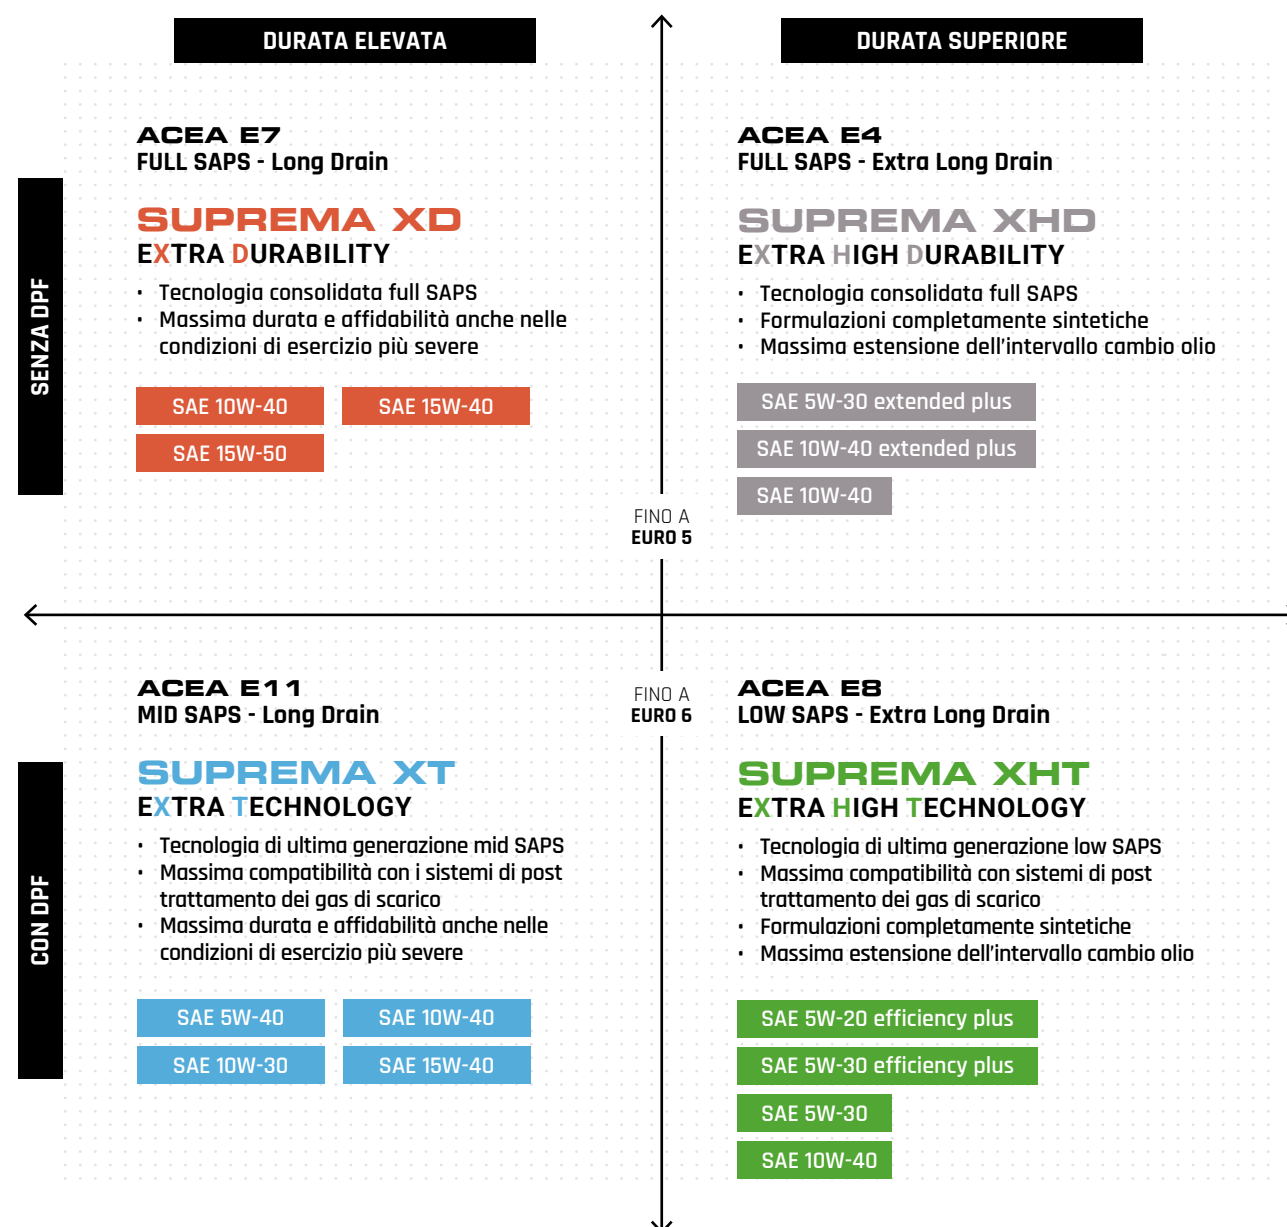 DURATA ELEVATA
DURATA SUPERIORE
SENZA DPF
ACEA E7
FULL SAPS - Long Drain
SUPREMA XD
EXTRA DURABILITY
· Tecnologia consolidata full SAPS
· Massima durata e affidabilità anche nelle
condizioni di esercizio più severe
SAE 10W-40
SAE 15W-40
SAE 15W-50
ACEA E4
FULL SAPS - Extra Long Drain
SUPREMA XHD
EXTRA HIGH DURABILITY
· Tecnologia consolidata full SAPS
· Formulazioni completamente sintetiche
· Massima estensione dell’intervallo cambio olio
SAE 5W-30 extended plus
SAE 10W-40 extended plus
SAE 10W-40
FINO A
EURO 5
FINO A
EURO 6
CON DPF
ACEA E11
MID SAPS - Long Drain
SUPREMA XT
EXTRA TECHNOLOGY
· Tecnologia di ultima generazione mid SAPS
· Massima compatibilità con i sistemi di post
trattamento dei gas di scarico
· Massima durata e affidabilità anche nelle
condizioni di esercizio più severe
SAE 5W-40
SAE 10W-40
SAE 10W-30
SAE 15W-40
ACEA E8
LOW SAPS - Extra Long Drain
SUPREMA XHT
EXTRA HIGH TECHNOLOGY
· Tecnologia di ultima generazione low SAPS
· Massima compatibilità con sistemi di post
trattamento dei gas di scarico
· Formulazioni completamente sintetiche
· Massima estensione dell’intervallo cambio olio
SAE 5W-20 efficiency plus
SAE 5W-30 efficiency plus
SAE 5W-30
SAE 10W-40